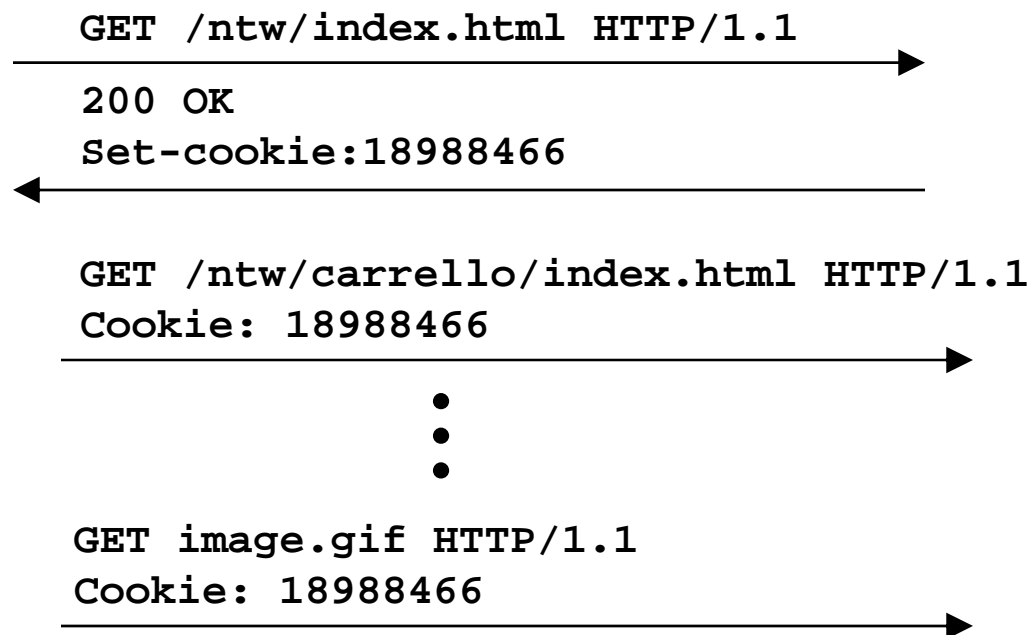 GET /ntw/index.html HTTP/1.1
200 OK
Set-cookie:18988466
GET /ntw/carrello/index.html HTTP/1.1
Cookie: 18988466
GET image.gif HTTP/1.1
Cookie: 18988466